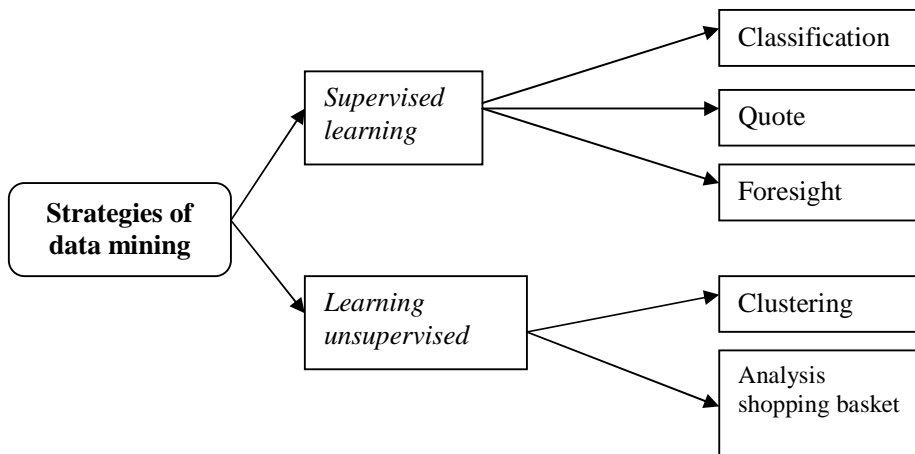 Strategies of
data mining
Supervised
learning
Classification
Quote
Foresight
Learning
unsupervised
Clustering
Analysis
shopping basket